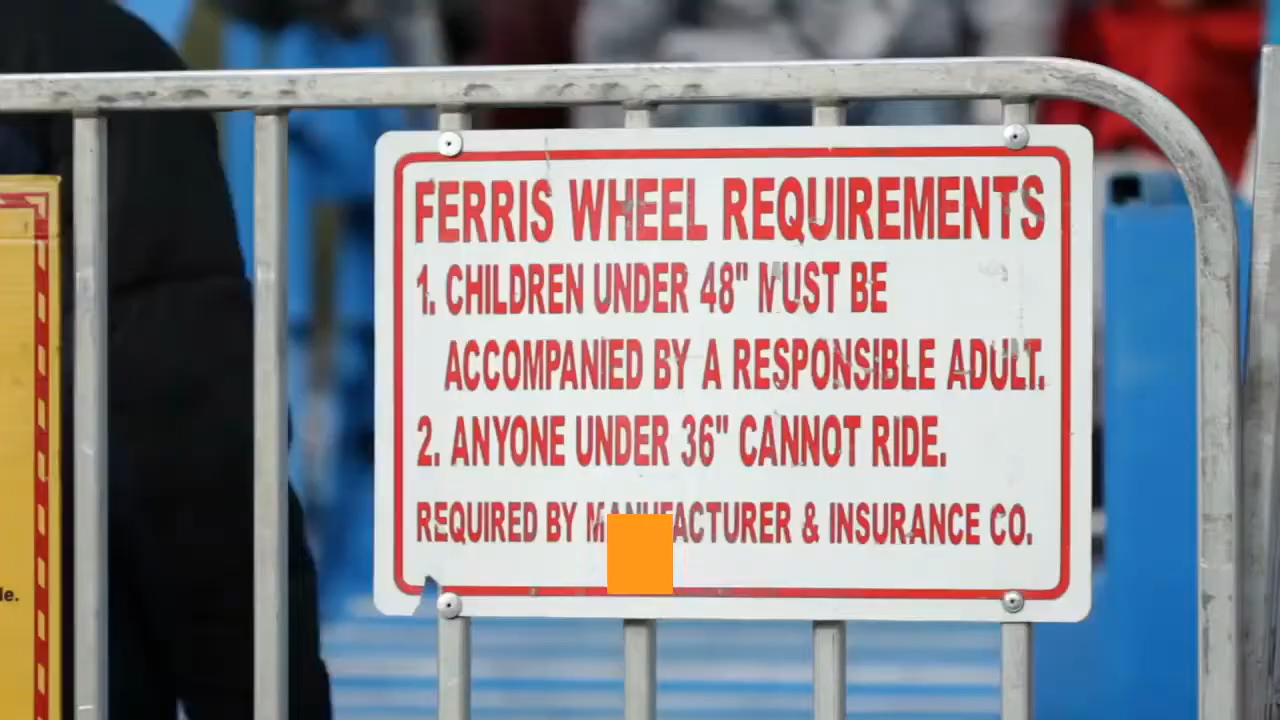 FERRIS WHEEL REQUIREMENTS
1. CHILDREN UNDER 48" MUST BE
ACCOMPANIED BY A RESPONSIBLE ADULT.
2. ANYONE UNDER 36" CANNOT RIDE.
REQUIRED BY MANUFACTURER & INSURANCE CO.